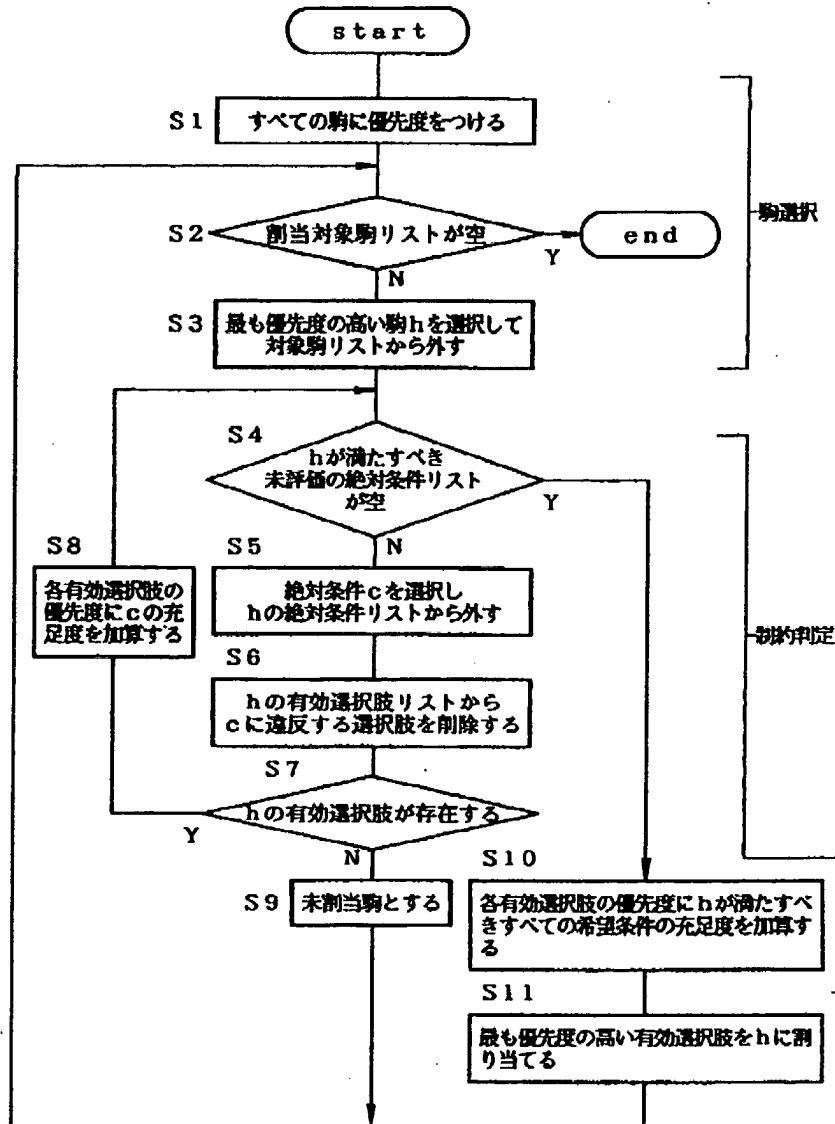 start
S1
すべての駒に優先度をつける
S2
割当対象駒リストが空
Y
end
駒選択
N
S3
最も優先度の高い駒hを選択して
対象駒リストから外す
S4
hが満たすべき
未評価の絶対条件リスト
が空
Y
N
S8
各有効選択肢の
優先度にcの充
足度を加算する
S5
絶対条件cを選択し
hの絶対条件リストから外す
制約判定
S6
hの有効選択肢リストから
cに違反する選択肢を削除する
S7
hの有効選択肢が存在する
Y
N
S9
未割当駒とする
S10
各有効選択肢の優先度にhが満たすべ
きすべての希望条件の充足度を加算す
る
S11
最も優先度の高い有効選択肢をhに割
り当てる